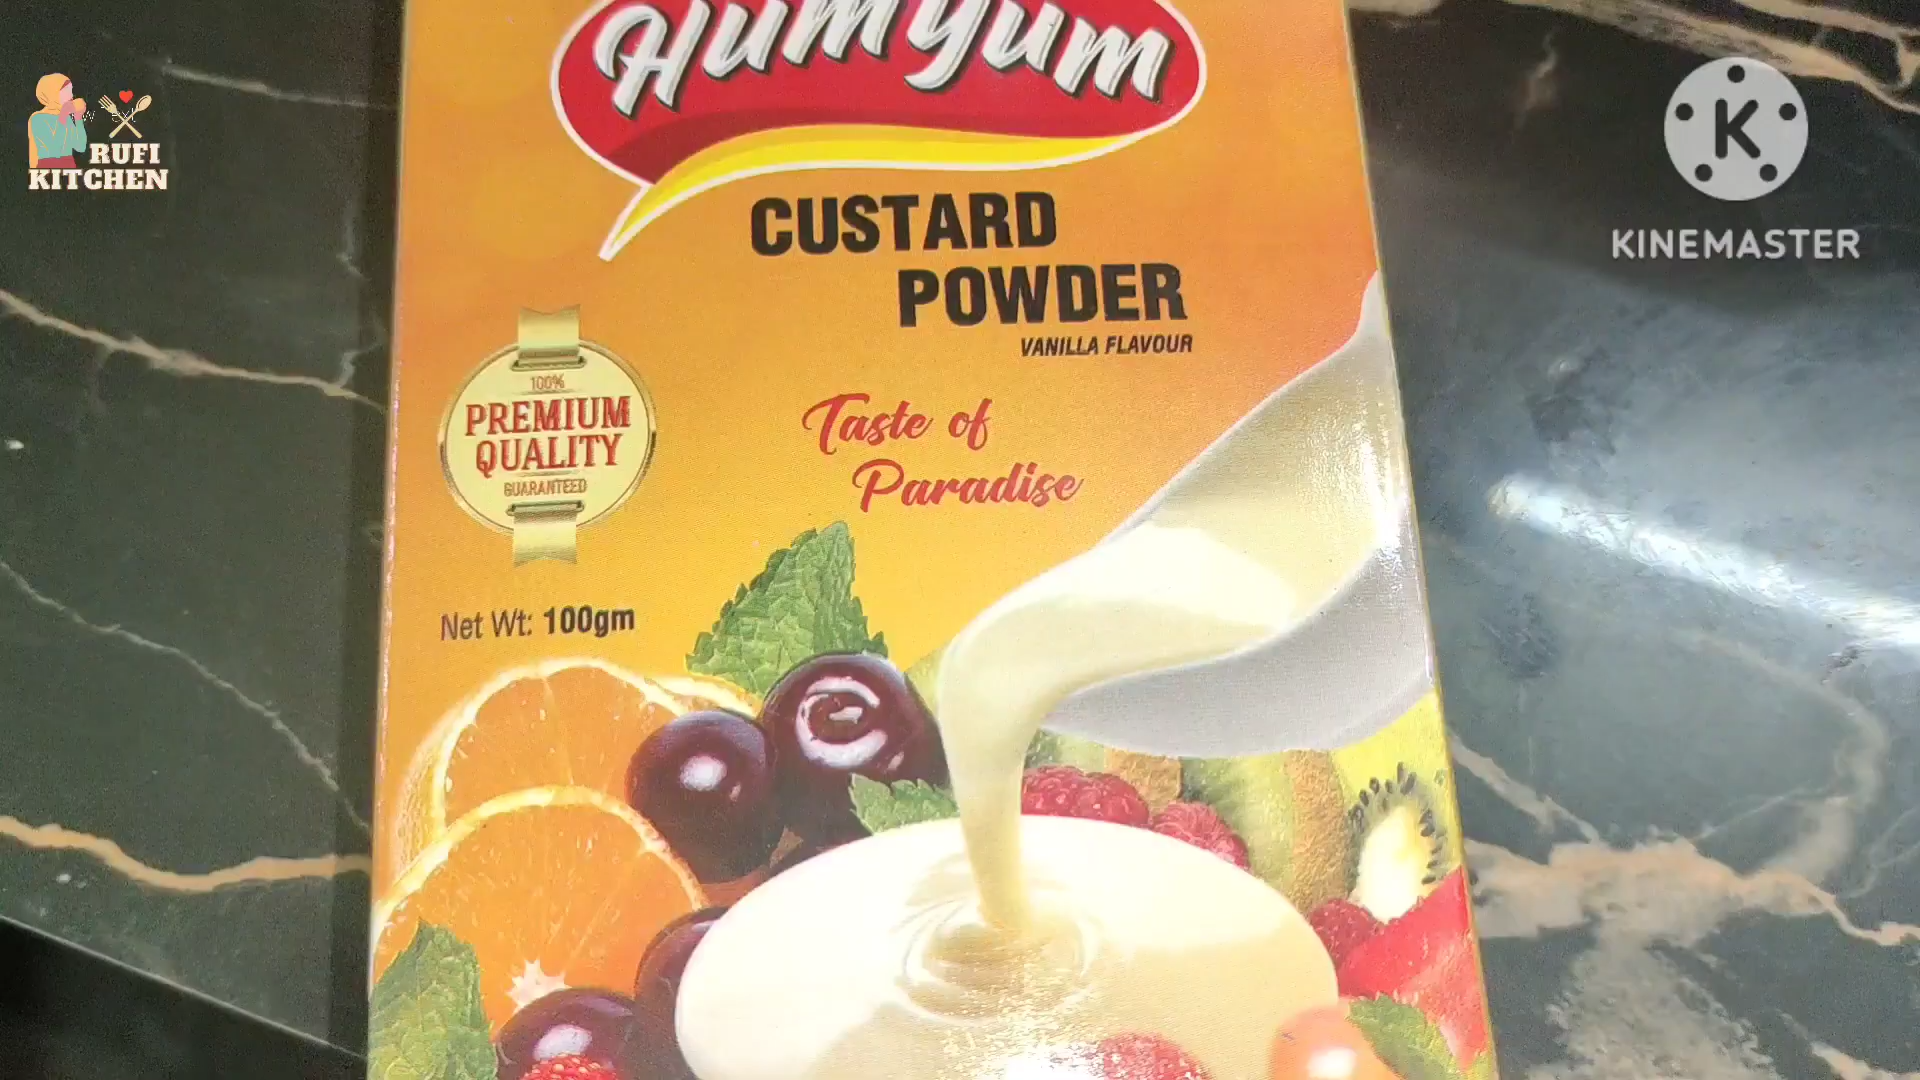 HumYum
CUSTARD
POWDER
VANILLA FLAVOUR
Taste of
Paradise
100%
PREMIUM
QUALITY
GUARANTEED
Net Wt: 100gm
RUFI
KITCHEN
K
KINEMASTER